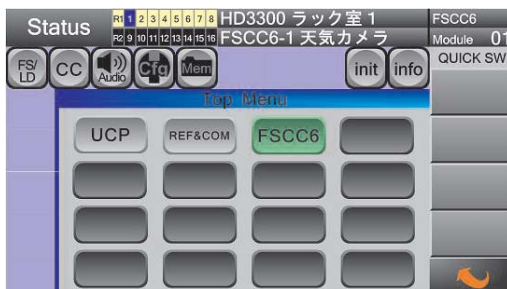 Status
R1 1 2 3 4 5 6 7 8 HD3300 ラック室1
R2 9 10 11 12 13 14 15 16 FSCC6-1 天気カメラ
FSCC6
Module 01
FS/LD CC Audio Cfg Mem init info QUICK SW
Top Menu
UCP REF&COM FSCC6